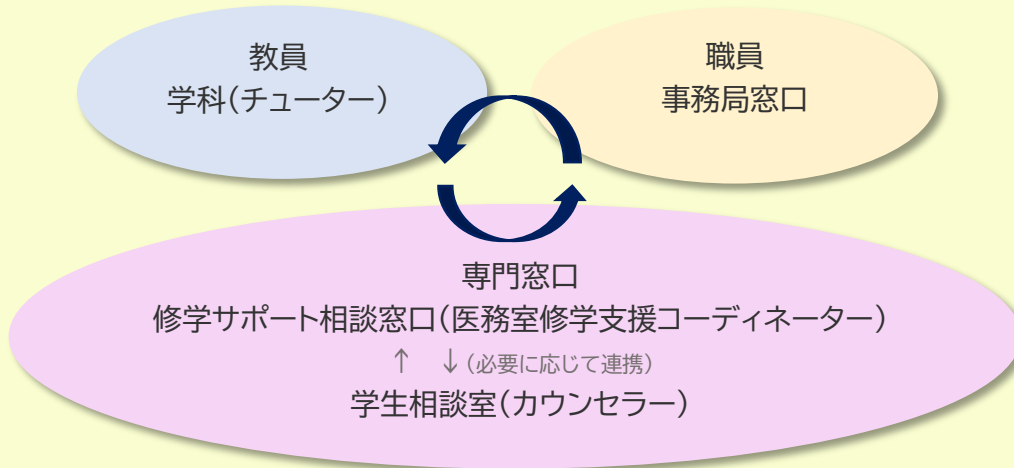 教員
学科(チューター)
職員
事務局窓口
専門窓口
修学サポート相談窓口(医務室修学支援コーディネーター)
↑ ↓(必要に応じて連携)
学生相談室(カウンセラー)